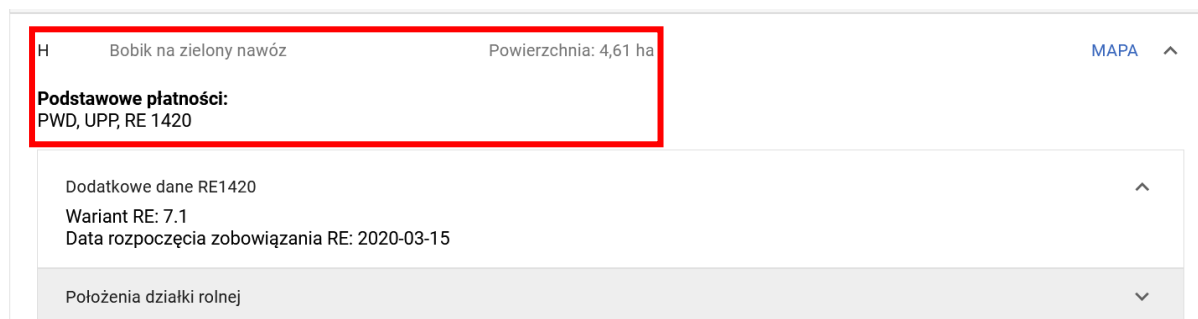 H Bobik na zielony nawóz Powierzchnia: 4,61 ha MAPA
Podstawowe płatności:
PWD, UPP, RE 1420
Dodatkowe dane RE1420
Wariant RE: 7.1
Data rozpoczęcia zobowiązania RE: 2020-03-15
Położenia działki rolnej